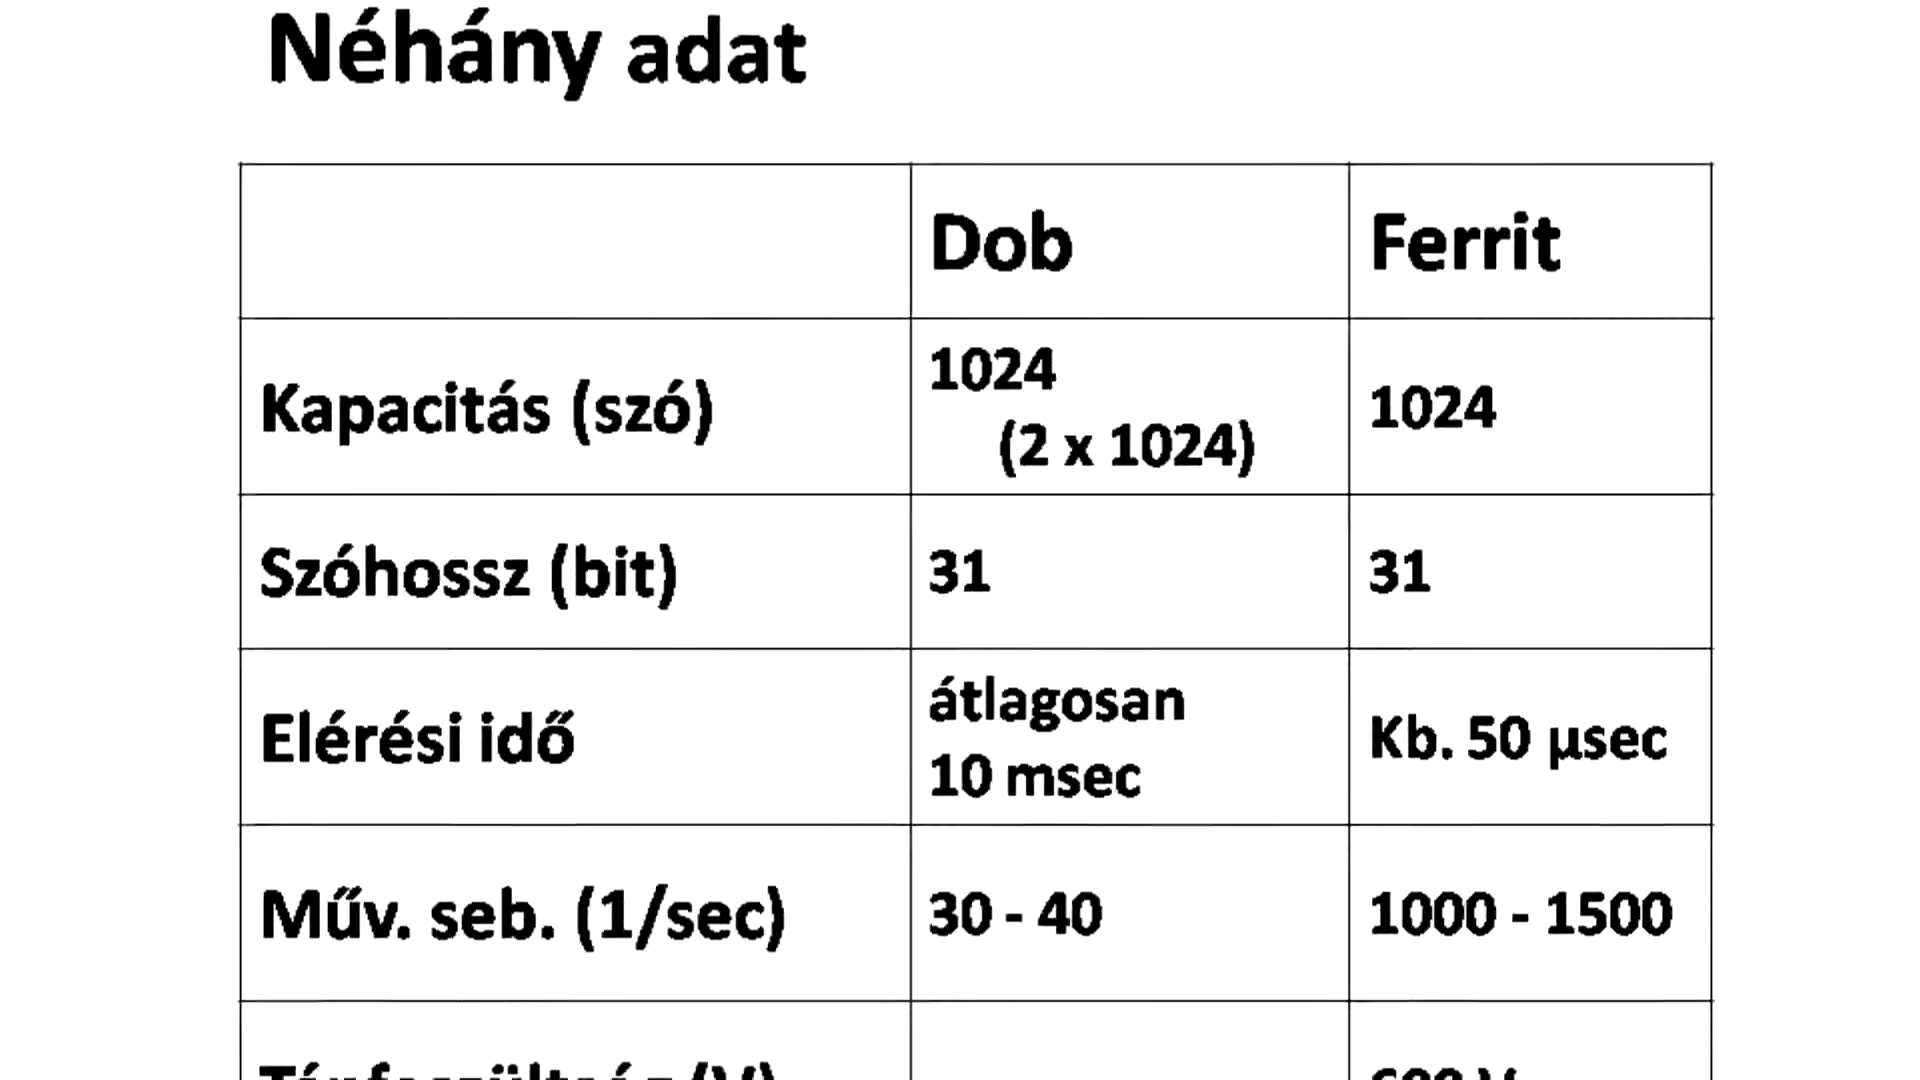 Néhány adat
Dob Ferrit
Kapacitás (szó) 1024 (2 x 1024) 1024
Szóhossz (bit) 31 31
Elérési idő átlagosan 10 msec Kb. 50 μsec
Műv. seb. (1/sec) 30 - 40 1000 - 1500